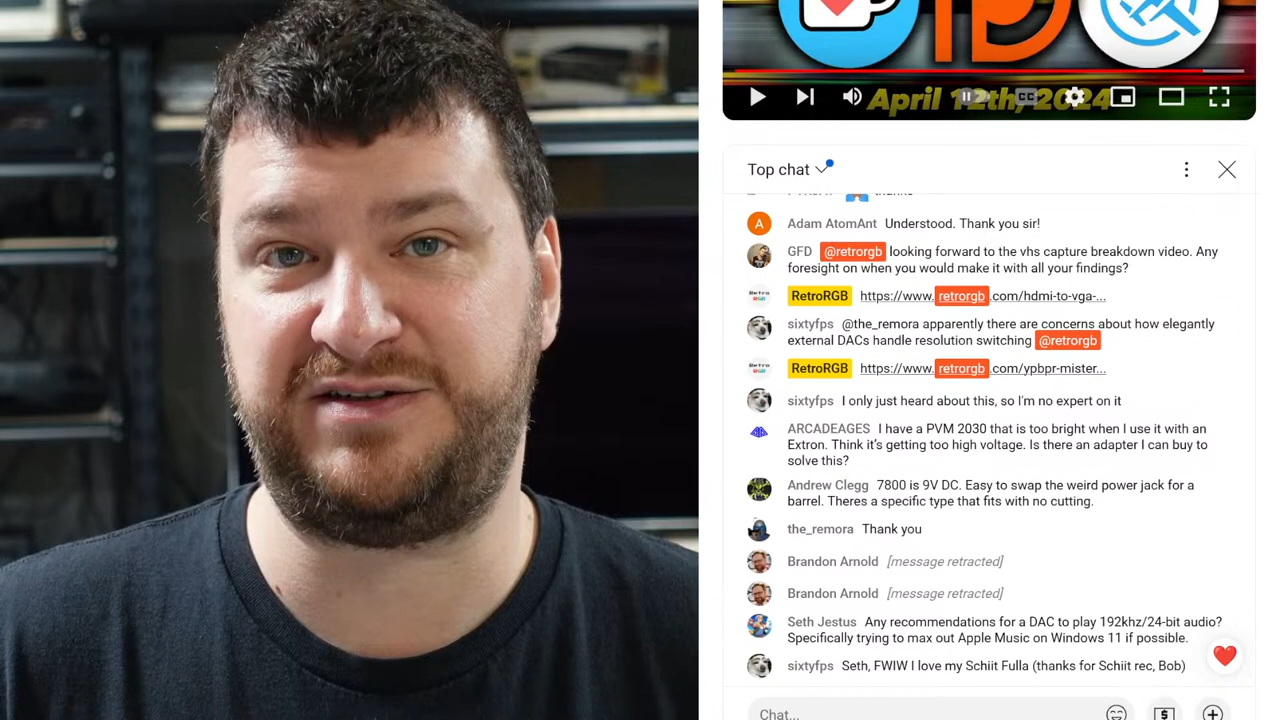 April 12th, 2024
Top chat
thanks
Adam AtomAnt Understood. Thank you sir!
GFD @retrorgb looking forward to the vhs capture breakdown video. Any
foresight on when you would make it with all your findings?
RetroRGB https://www.retrorgb.com/hdmi-to-vga-...
sixtyfps @the_remora apparently there are concerns about how elegantly
external DACs handle resolution switching @retrorgb
RetroRGB https://www.retrorgb.com/ypbpr-mister...
sixtyfps I only just heard about this, so I'm no expert on it
ARCADEAGES I have a PVM 2030 that is too bright when I use it with an
Extron. Think it's getting too high voltage. Is there an adapter I can buy to
solve this?
Andrew Clegg 7800 is 9V DC. Easy to swap the weird power jack for a
barrel. Theres a specific type that fits with no cutting.
the_remora Thank you
Brandon Arnold [message retracted]
Brandon Arnold [message retracted]
Seth Jestus Any recommendations for a DAC to play 192khz/24-bit audio?
Specifically trying to max out Apple Music on Windows 11 if possible.
sixtyfps Seth, FWIW I love my Schiit Fulla (thanks for Schiit rec, Bob)
Chat...